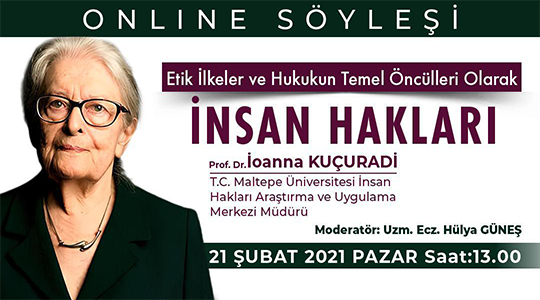 ONLINE SÖYLEŞİ
Etik İlkeler ve Hukukun Temel Öncülleri Olarak
İNSAN HAKLARI
Prof. Dr. İoanna KUÇURADİ
T.C. Maltepe Üniversitesi İnsan
Hakları Araştırma ve Uygulama
Merkezi Müdürü
Moderatör: Uzm. Ecz. Hülya GÜNEŞ
21 ŞUBAT 2021 PAZAR Saat:13.00